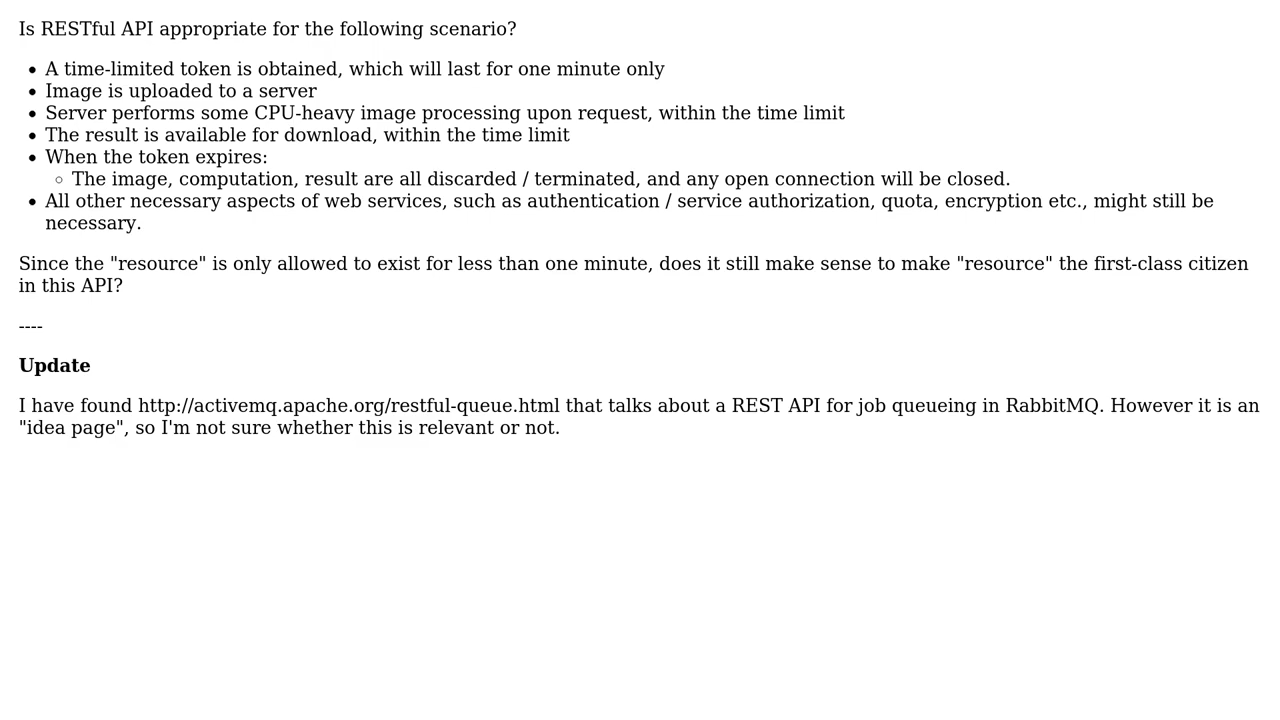 Is RESTful API appropriate for the following scenario?
A time-limited token is obtained, which will last for one minute only
Image is uploaded to a server
Server performs some CPU-heavy image processing upon request, within the time limit
The result is available for download, within the time limit
When the token expires:
The image, computation, result are all discarded / terminated, and any open connection will be closed.
All other necessary aspects of web services, such as authentication / service authorization, quota, encryption etc., might still be
necessary.
Since the "resource" is only allowed to exist for less than one minute, does it still make sense to make "resource" the first-class citizen
in this API?
----
Update
I have found http://activemq.apache.org/restful-queue.html that talks about a REST API for job queueing in RabbitMQ. However it is an
"idea page", so I'm not sure whether this is relevant or not.